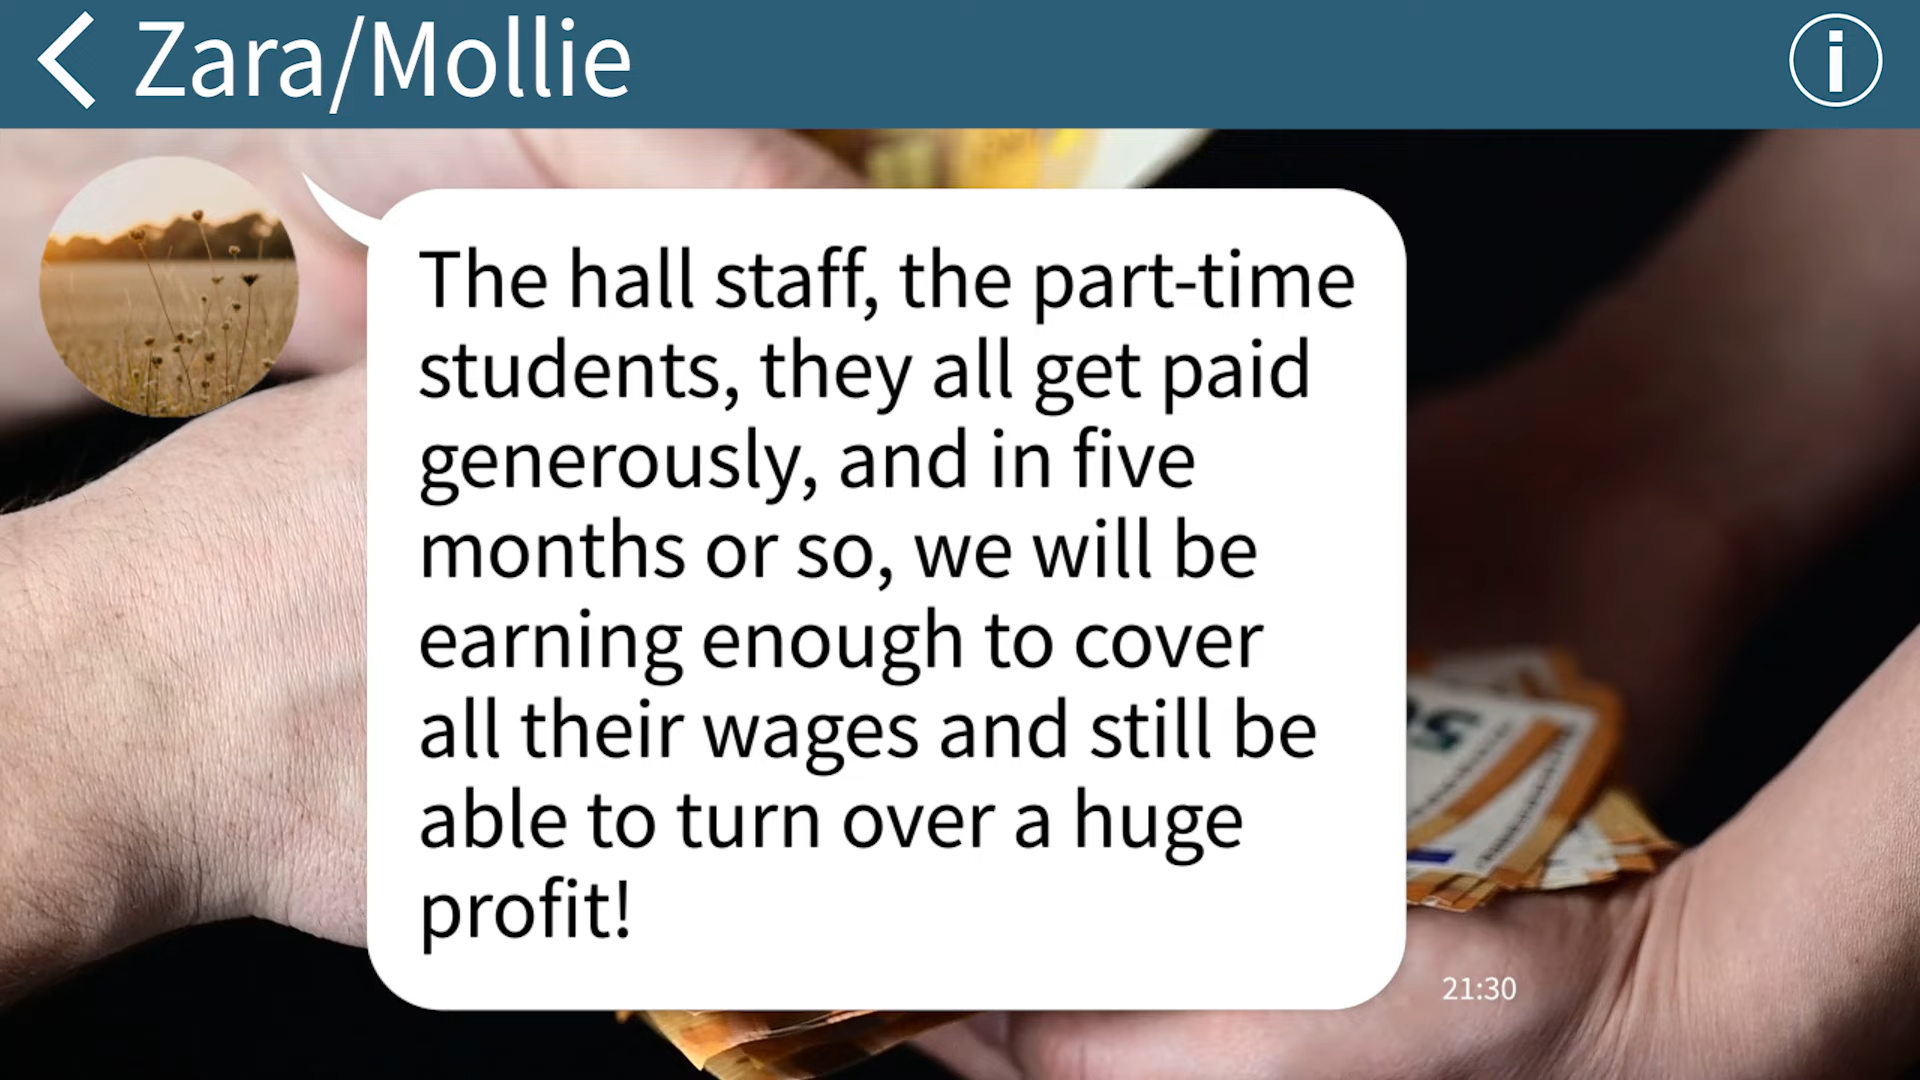 Zara/Mollie
The hall staff, the part-time
students, they all get paid
generously, and in five
months or so, we will be
earning enough to cover
all their wages and still be
able to turn over a huge
profit!
21:30